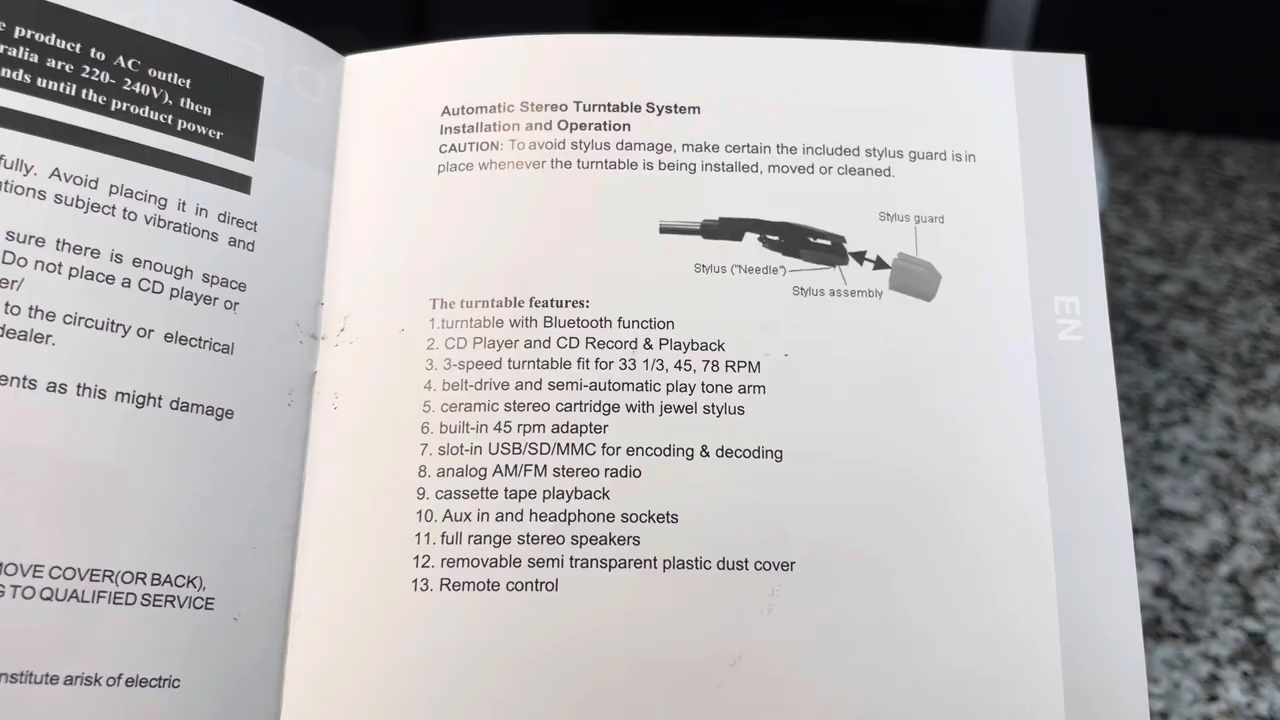 e product to AC outlet
ralia are 220- 240V), then
nds until the product power
fully. Avoid placing it in direct
tions subject to vibrations and
sure there is enough space
Do not place a CD player or
er/
to the circuitry or electrical
dealer.
ents as this might damage
MOVE COVER(OR BACK),
G TO QUALIFIED SERVICE
nstitute arisk of electric
Automatic Stereo Turntable System
Installation and Operation
CAUTION: To avoid stylus damage, make certain the included stylus guard is in
place whenever the turntable is being installed, moved or cleaned.
Stylus guard
Stylus ("Needle")
Stylus assembly
The turntable features:
1.turntable with Bluetooth function
2. CD Player and CD Record & Playback
3. 3-speed turntable fit for 33 1/3, 45, 78 RPM
4. belt-drive and semi-automatic play tone arm
5. ceramic stereo cartridge with jewel stylus
6. built-in 45 rpm adapter
7. slot-in USB/SD/MMC for encoding & decoding
8. analog AM/FM stereo radio
9. cassette tape playback
10. Aux in and headphone sockets
11. full range stereo speakers
12. removable semi transparent plastic dust cover
13. Remote control
EN